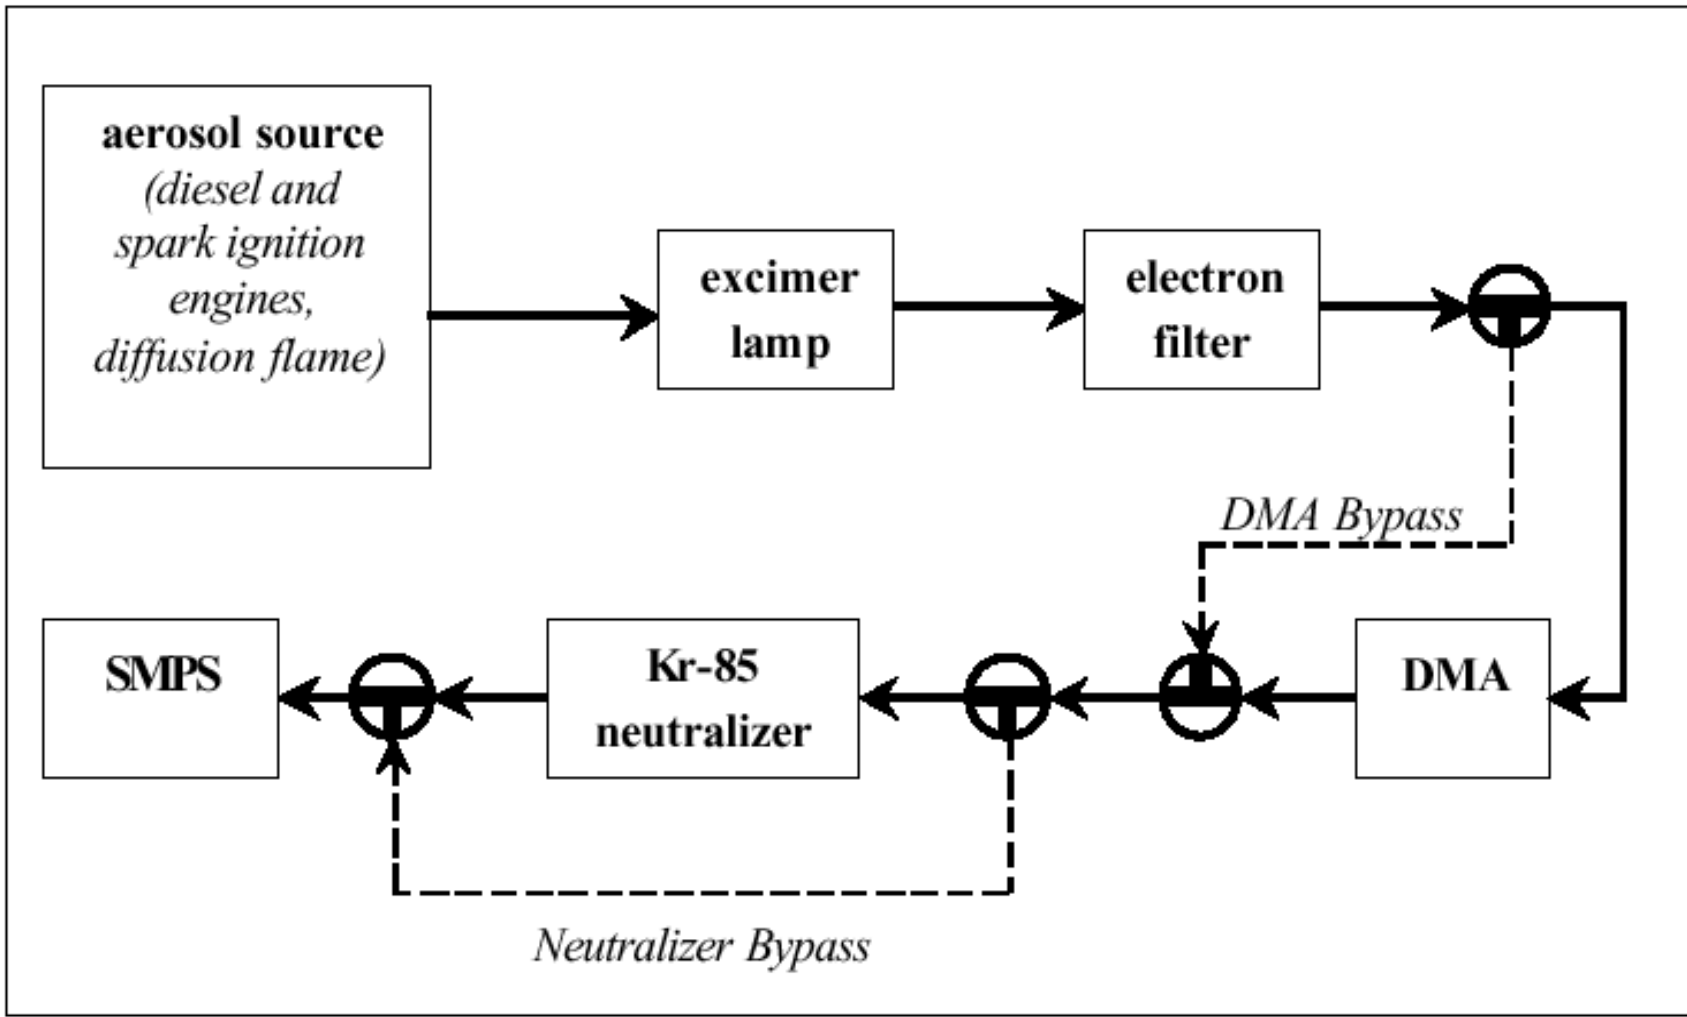 aerosol source
(diesel and
spark ignition
engines,
diffusion flame)
excimer
lamp
electron
filter
DMA Bypass
SMPS
Kr-85
neutralizer
DMA
Neutralizer Bypass